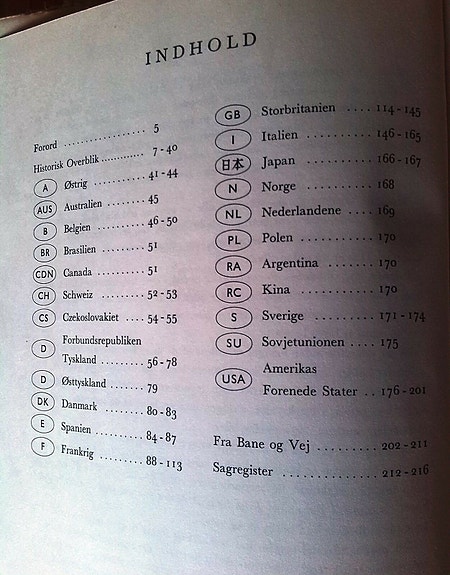 INDHOLD
Forord .................. 5
Historisk Overblik ............. 7-40
A Østrig ............ 41-44
AUS Australien ......... 45
B Belgien ........... 46-50
BR Brasilien .......... 51
CDN Canada ........... 51
CH Schweiz ......... 52-53
CS Czekoslovakiet .... 54-55
D Forbundsrepubliken
Tyskland ......... 56-78
D Østtyskland ....... 79
DK Danmark ......... 80-83
E Spanien .......... 84-87
F Frankrig ........ 88-113
GB Storbritanien .... 114-145
I Italien .......... 146-165
日本 Japan .......... 166-167
N Norge .......... 168
NL Nederlandene .... 169
PL Polen .......... 170
RA Argentina ....... 170
RC Kina ........... 170
S Sverige ......... 171-174
SU Sovjetunionen .... 175
USA Amerikas
Forenede Stater .. 176-201
Fra Bane og Vej ......... 202-211
Sagregister .............. 212-216